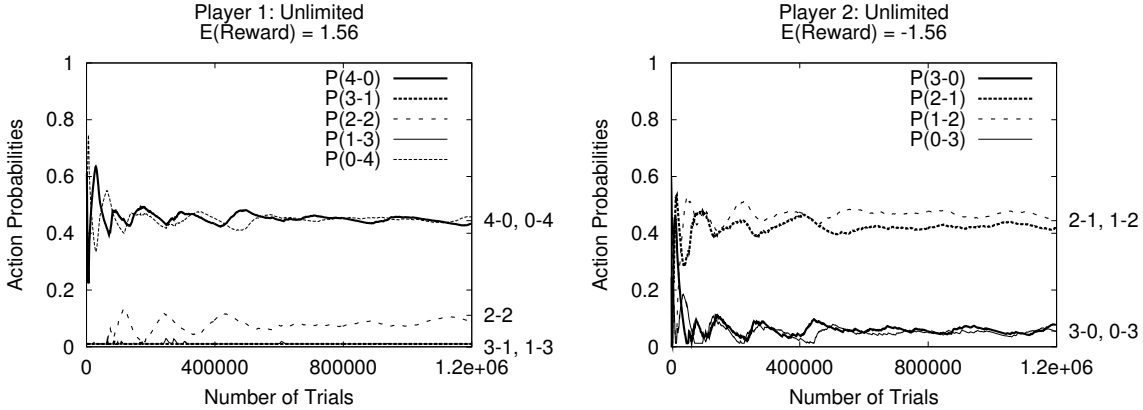 Player 1: Unlimited
E(Reward) = 1.56
Action Probabilities
1
0.8
0.6
0.4
0.2
0
P(4-0)
P(3-1)
P(2-2)
P(1-3)
P(0-4)
4-0, 0-4
2-2
3-1, 1-3
0
400000
800000
1.2e+06
Number of Trials
Player 2: Unlimited
E(Reward) = -1.56
Action Probabilities
1
0.8
0.6
0.4
0.2
0
P(3-0)
P(2-1)
P(1-2)
P(0-3)
2-1, 1-2
3-0, 0-3
0
400000
800000
1.2e+06
Number of Trials